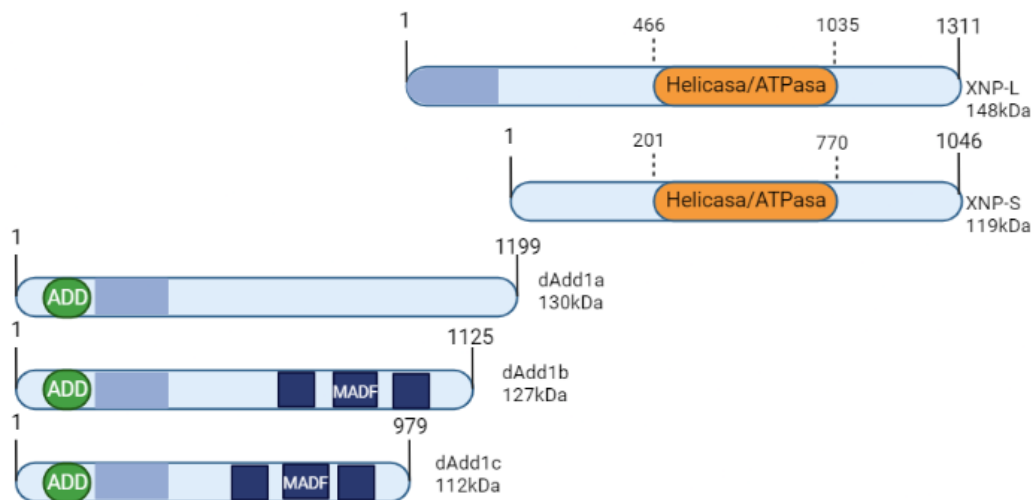 1 466 1035 1311
Helicasa/ATPasa
XNP-L
148kDa
1 201 770 1046
Helicasa/ATPasa
XNP-S
119kDa
1 1199
ADD
dAdd1a
130kDa
1 1125
ADD MADF
dAdd1b
127kDa
1 979
ADD MADF
dAdd1c
112kDa